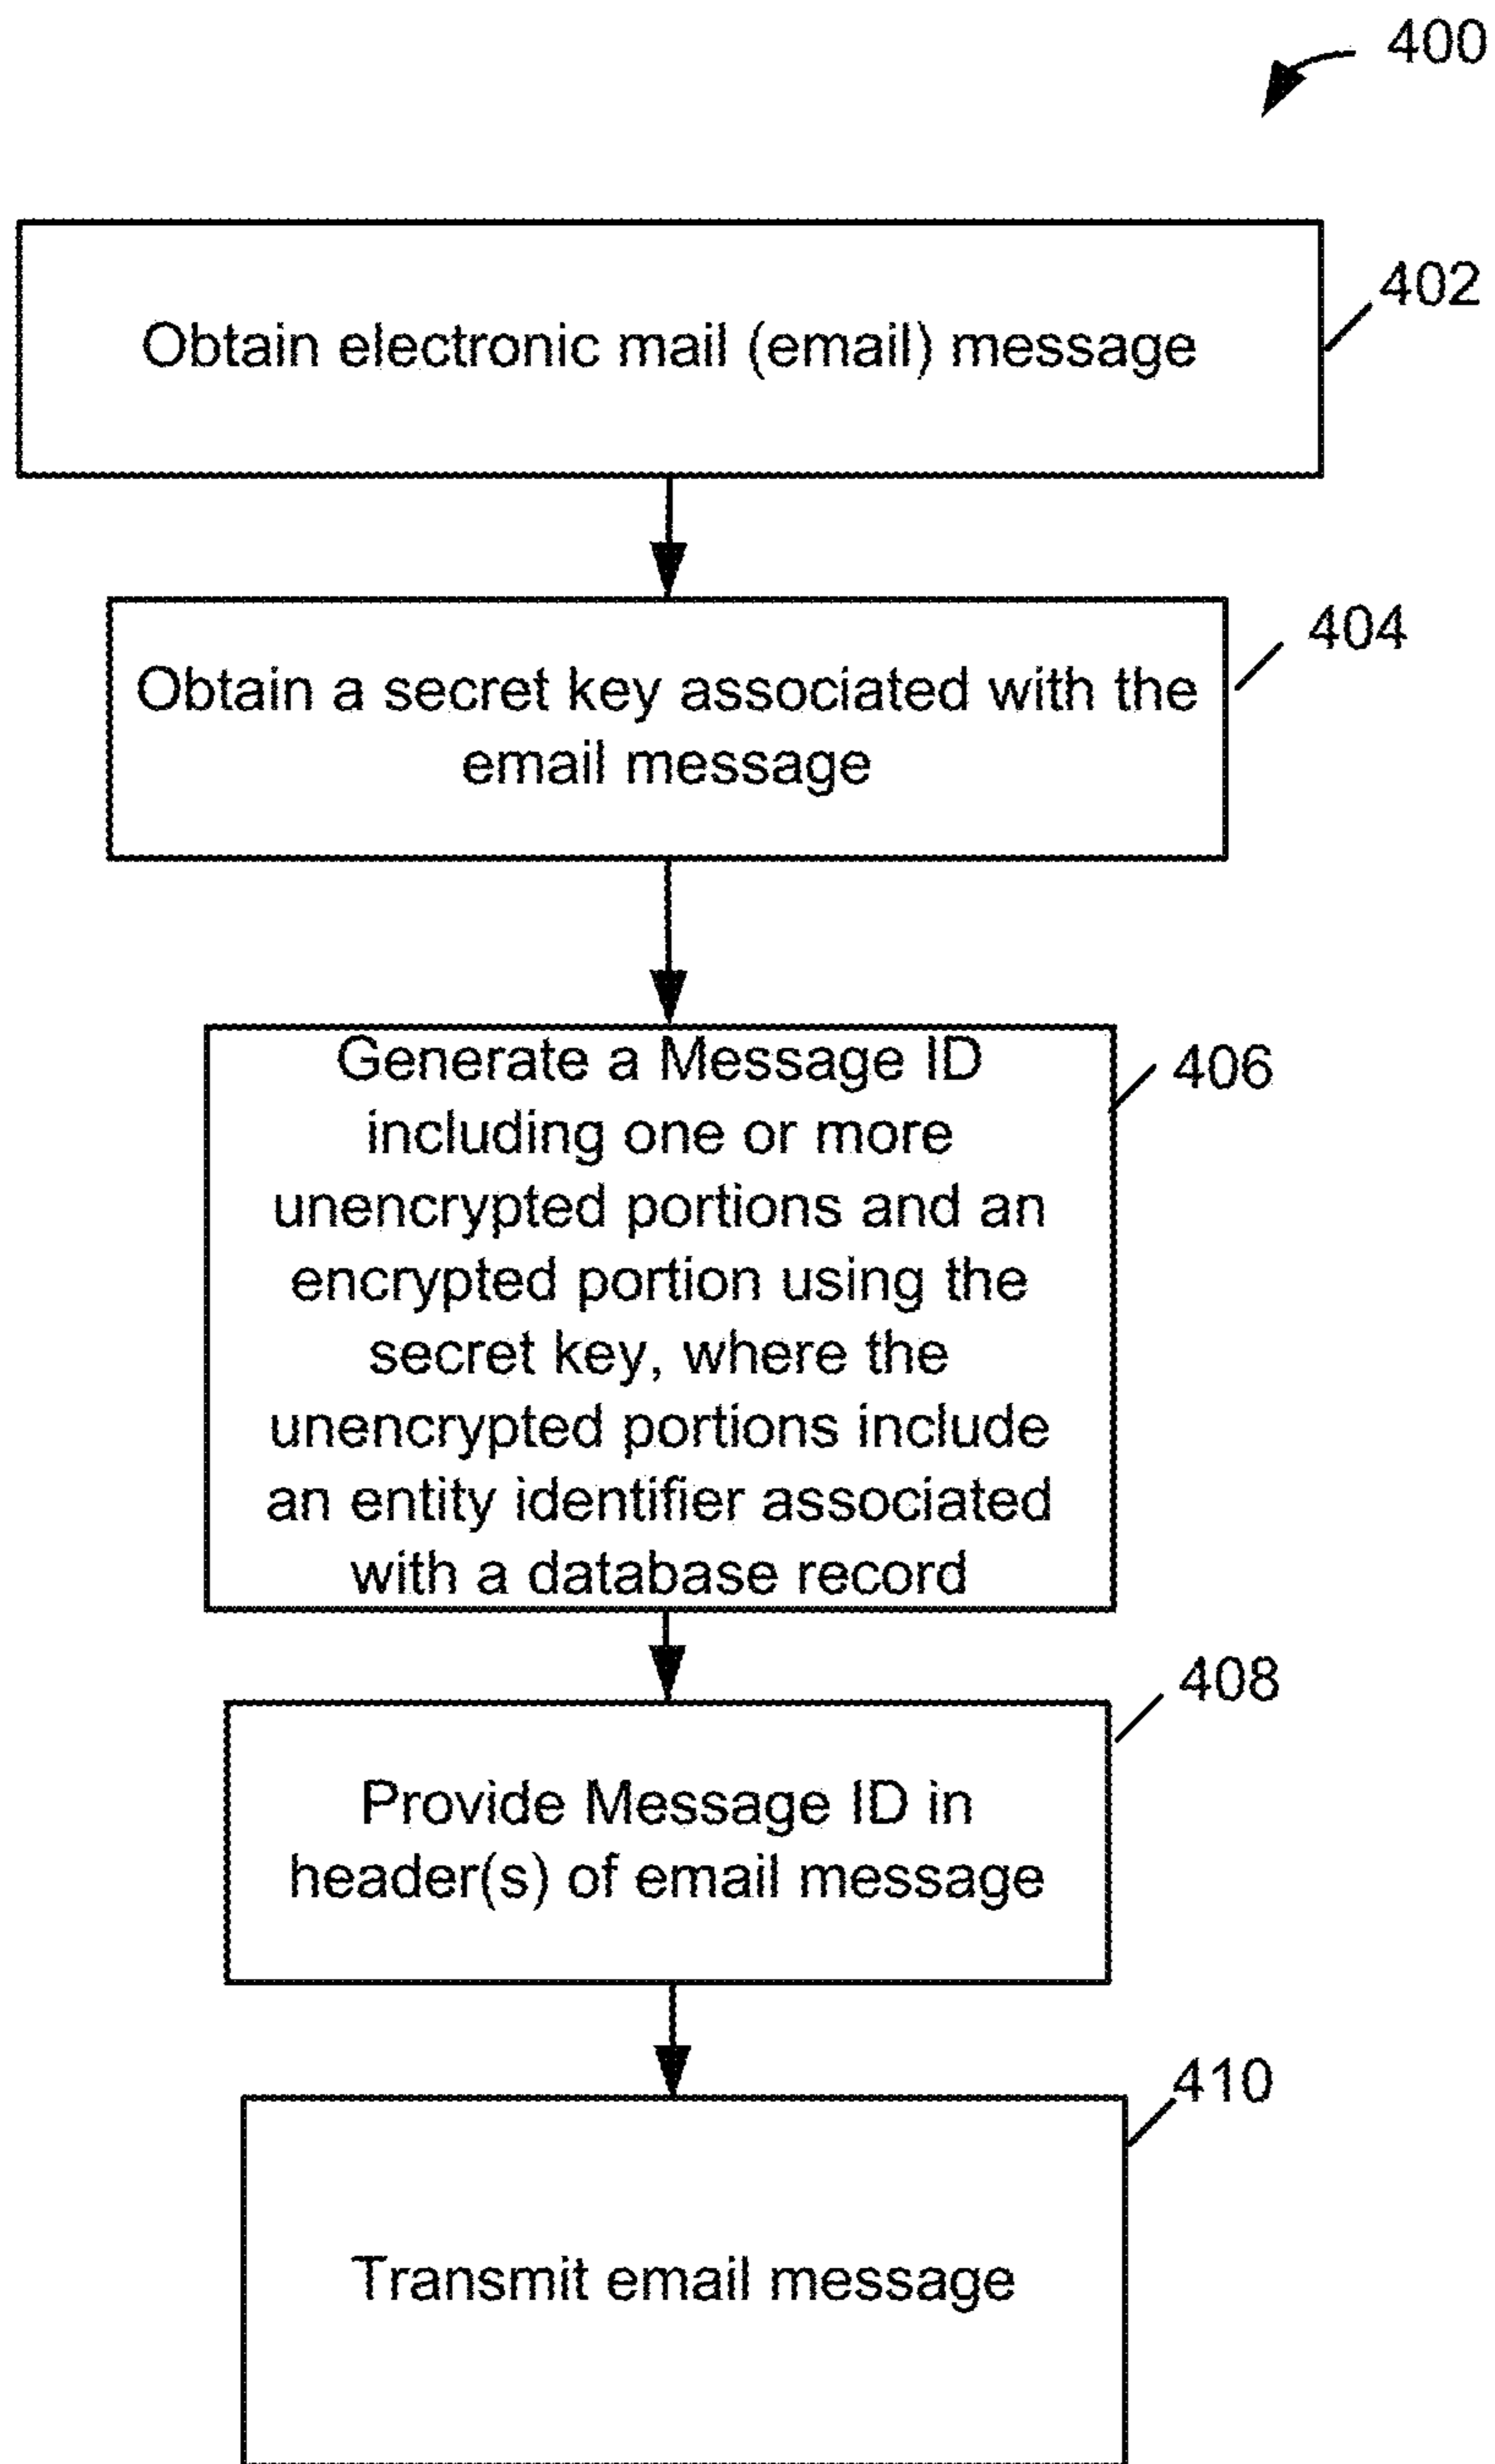 400
Obtain electronic mail (email) message
402
Obtain a secret key associated with the
email message
404
Generate a Message ID
including one or more
unencrypted portions and an
encrypted portion using the
secret key, where the
unencrypted portions include
an entity identifier associated
with a database record
406
Provide Message ID in
header(s) of email message
408
Transmit email message
410